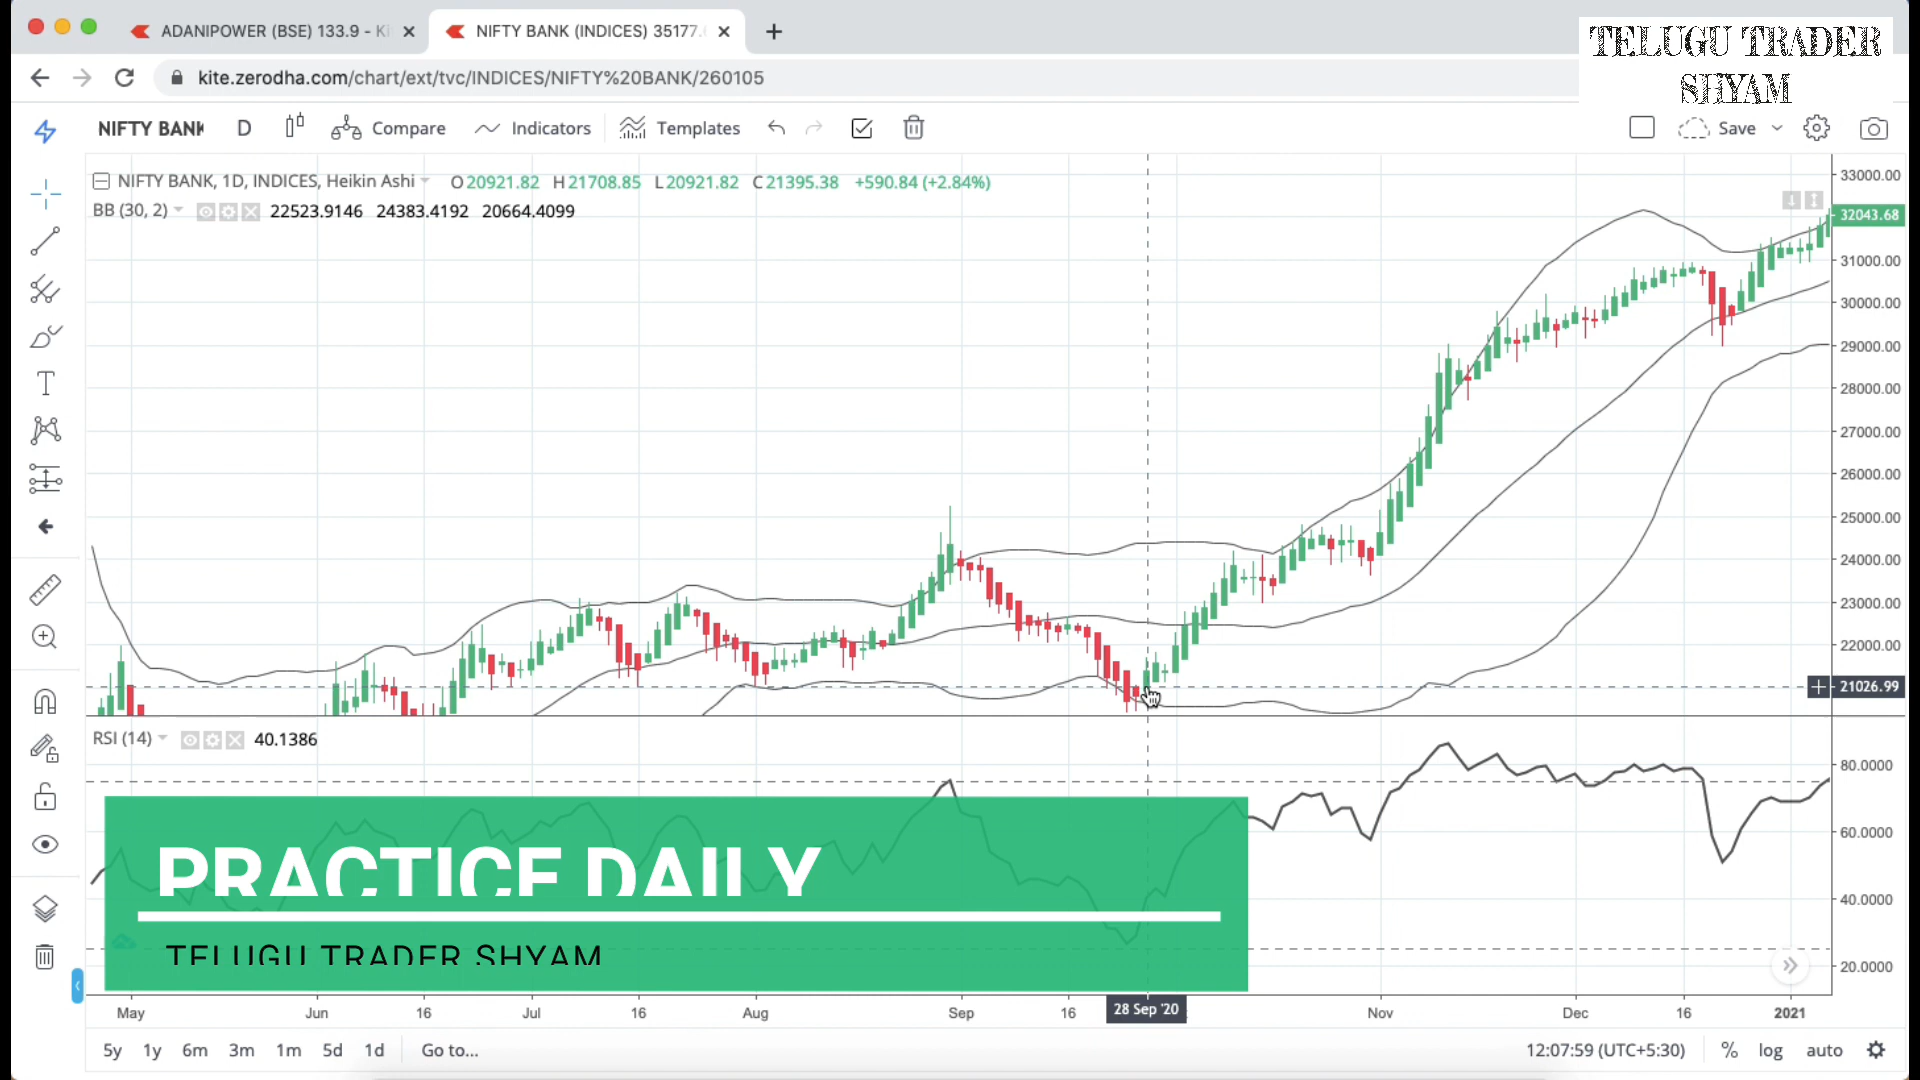 ADANIPOWER (BSE) 133.9 - Ki
NIFTY BANK (INDICES) 35177.
TELUGU TRADER
SHYAM
kite.zerodha.com/chart/ext/tvc/INDICES/NIFTY%20BANK/260105
NIFTY BANK D Compare Indicators Templates Save
NIFTY BANK, 1D, INDICES, Heikin Ashi O20921.82 H21708.85 L20921.82 C21395.38 +590.84 (+2.84%)
BB (30, 2) 22523.9146 24383.4192 20664.4099
33000.00
32043.68
31000.00
30000.00
29000.00
28000.00
27000.00
26000.00
25000.00
24000.00
23000.00
22000.00
21026.99
RSI (14) 40.1386
80.0000
60.0000
40.0000
20.0000
PRACTICE DAILY
TELUGU TRADER SHYAM
May Jun 16 Jul 16 Aug Sep 16 28 Sep '20 Nov Dec 16 2021
5y 1y 6m 3m 1m 5d 1d Go to... 12:07:59 (UTC+5:30) % log auto